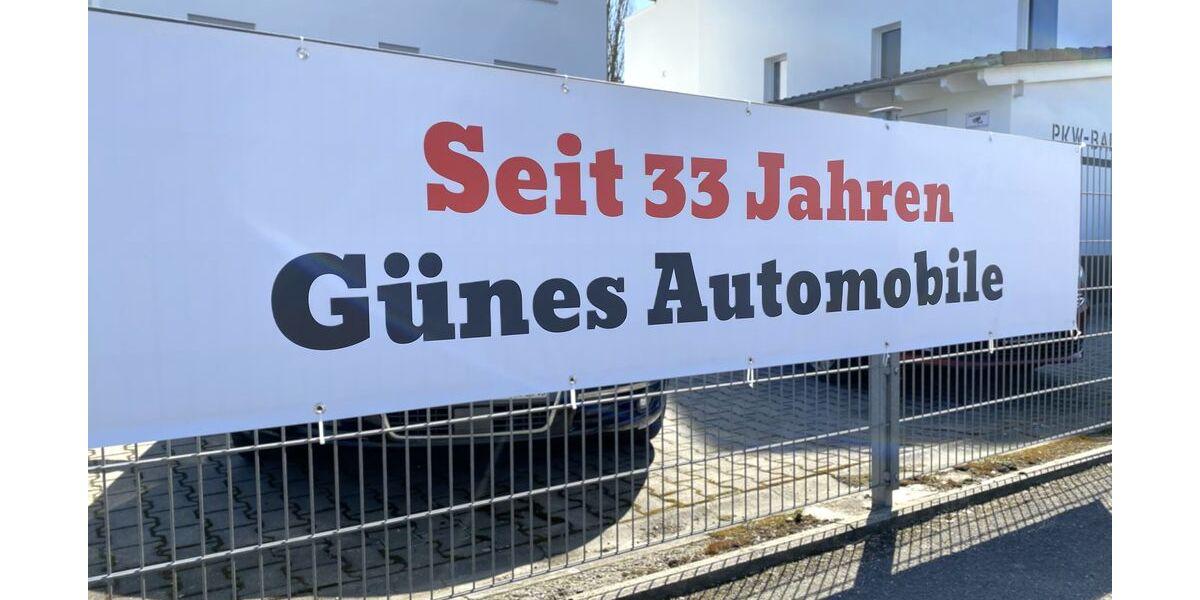 Seit 33 Jahren
Günes Automobile